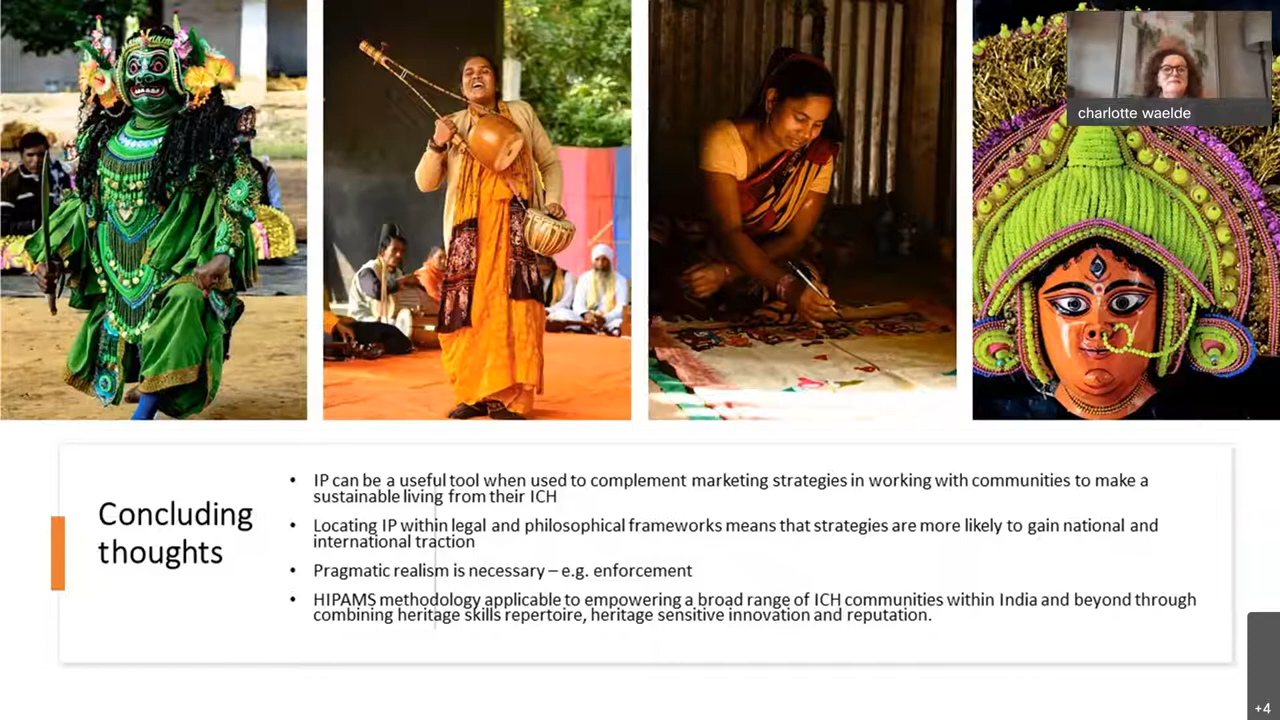 charlotte waelde
Concluding
thoughts
• IP can be a useful tool when used to complement marketing strategies in working with communities to make a
sustainable living from their ICH
• Locating IP within legal and philosophical frameworks means that strategies are more likely to gain national and
international traction
• Pragmatic realism is necessary – e.g. enforcement
• HIPAMS methodology applicable to empowering a broad range of ICH communities within India and beyond through
combining heritage skills repertoire, heritage sensitive innovation and reputation.
+4